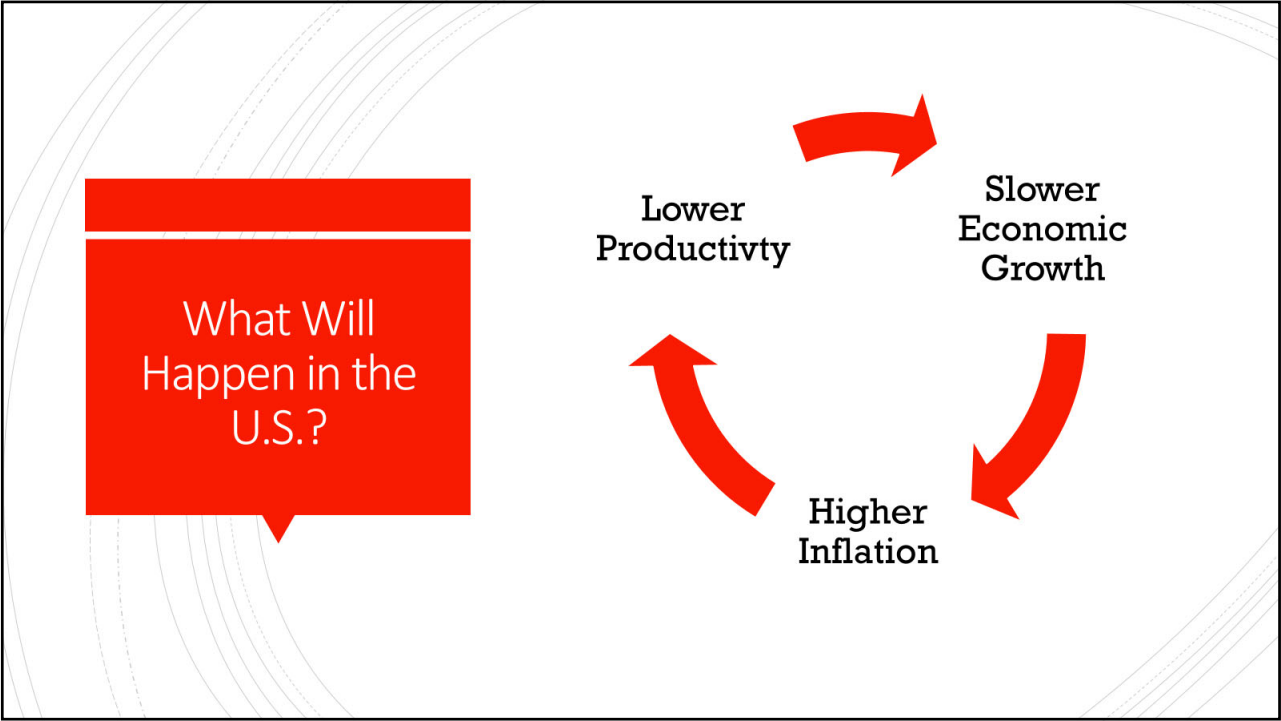 What Will
Happen in the
U.S.?
Lower
Productivty
Slower
Economic
Growth
Higher
Inflation